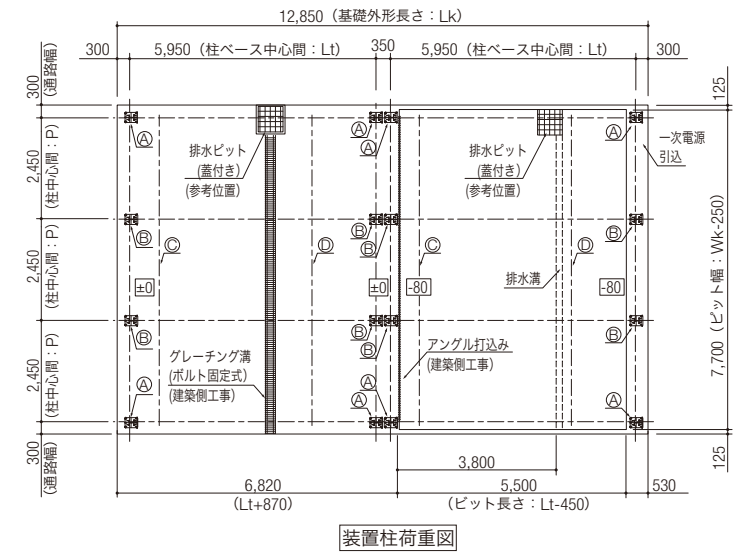 12,850（基礎外形長さ：Lk）
300
5,950（柱ベース中心間：Lt）
350
5,950（柱ベース中心間：Lt）
300
300
(通路幅)
2,450
(柱中心間：P)
2,450
(柱中心間：P)
2,450
(柱中心間：P)
300
(通路幅)
Ⓐ
排水ピット
(蓋付き)
(参考位置)
Ⓐ
Ⓐ
排水ピット
(蓋付き)
(参考位置)
Ⓐ
一次電源
引込
125
Ⓑ
Ⓒ
Ⓓ
Ⓑ
Ⓑ
Ⓒ
Ⓓ
Ⓑ
±0
±0
-80
排水溝
-80
7,700（ピット幅：Wk-250）
Ⓑ
グレーチング溝
(ボルト固定式)
(建築側工事)
Ⓑ
Ⓑ
アングル打込み
(建築側工事)
Ⓑ
Ⓐ
Ⓐ
Ⓐ
Ⓐ
125
3,800
6,820
(Lt+870)
5,500
(ピット長さ：Lt-450)
530
装置柱荷重図